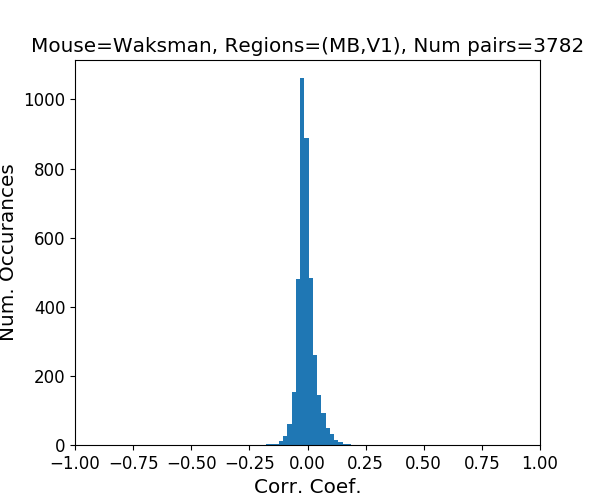 Mouse=Waksman, Regions=(MB,V1), Num pairs=3782
Num. Occurances
1000
800
600
400
200
0
−1.00 −0.75 −0.50 −0.25 0.00 0.25 0.50 0.75 1.00
Corr. Coef.